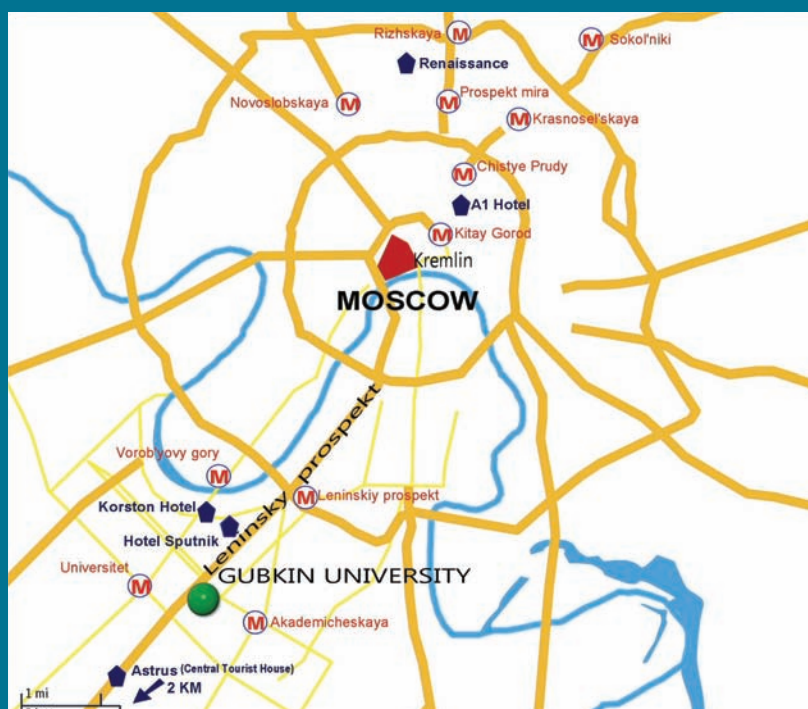 Rizhskaya
Sokol'niki
Renaissance
Prospekt mira
Novoslobskaya
Krasnosel'skaya
Chistye Prudy
A1 Hotel
Kitay Gorod
Kremlin
MOSCOW
Leninsky prospekt
Vorob'yovy gory
Leninskiy prospekt
Korston Hotel
Hotel Sputnik
Universitet
GUBKIN UNIVERSITY
Akademicheskaya
Astrus (Central Tourist House)
2 KM
1 mi